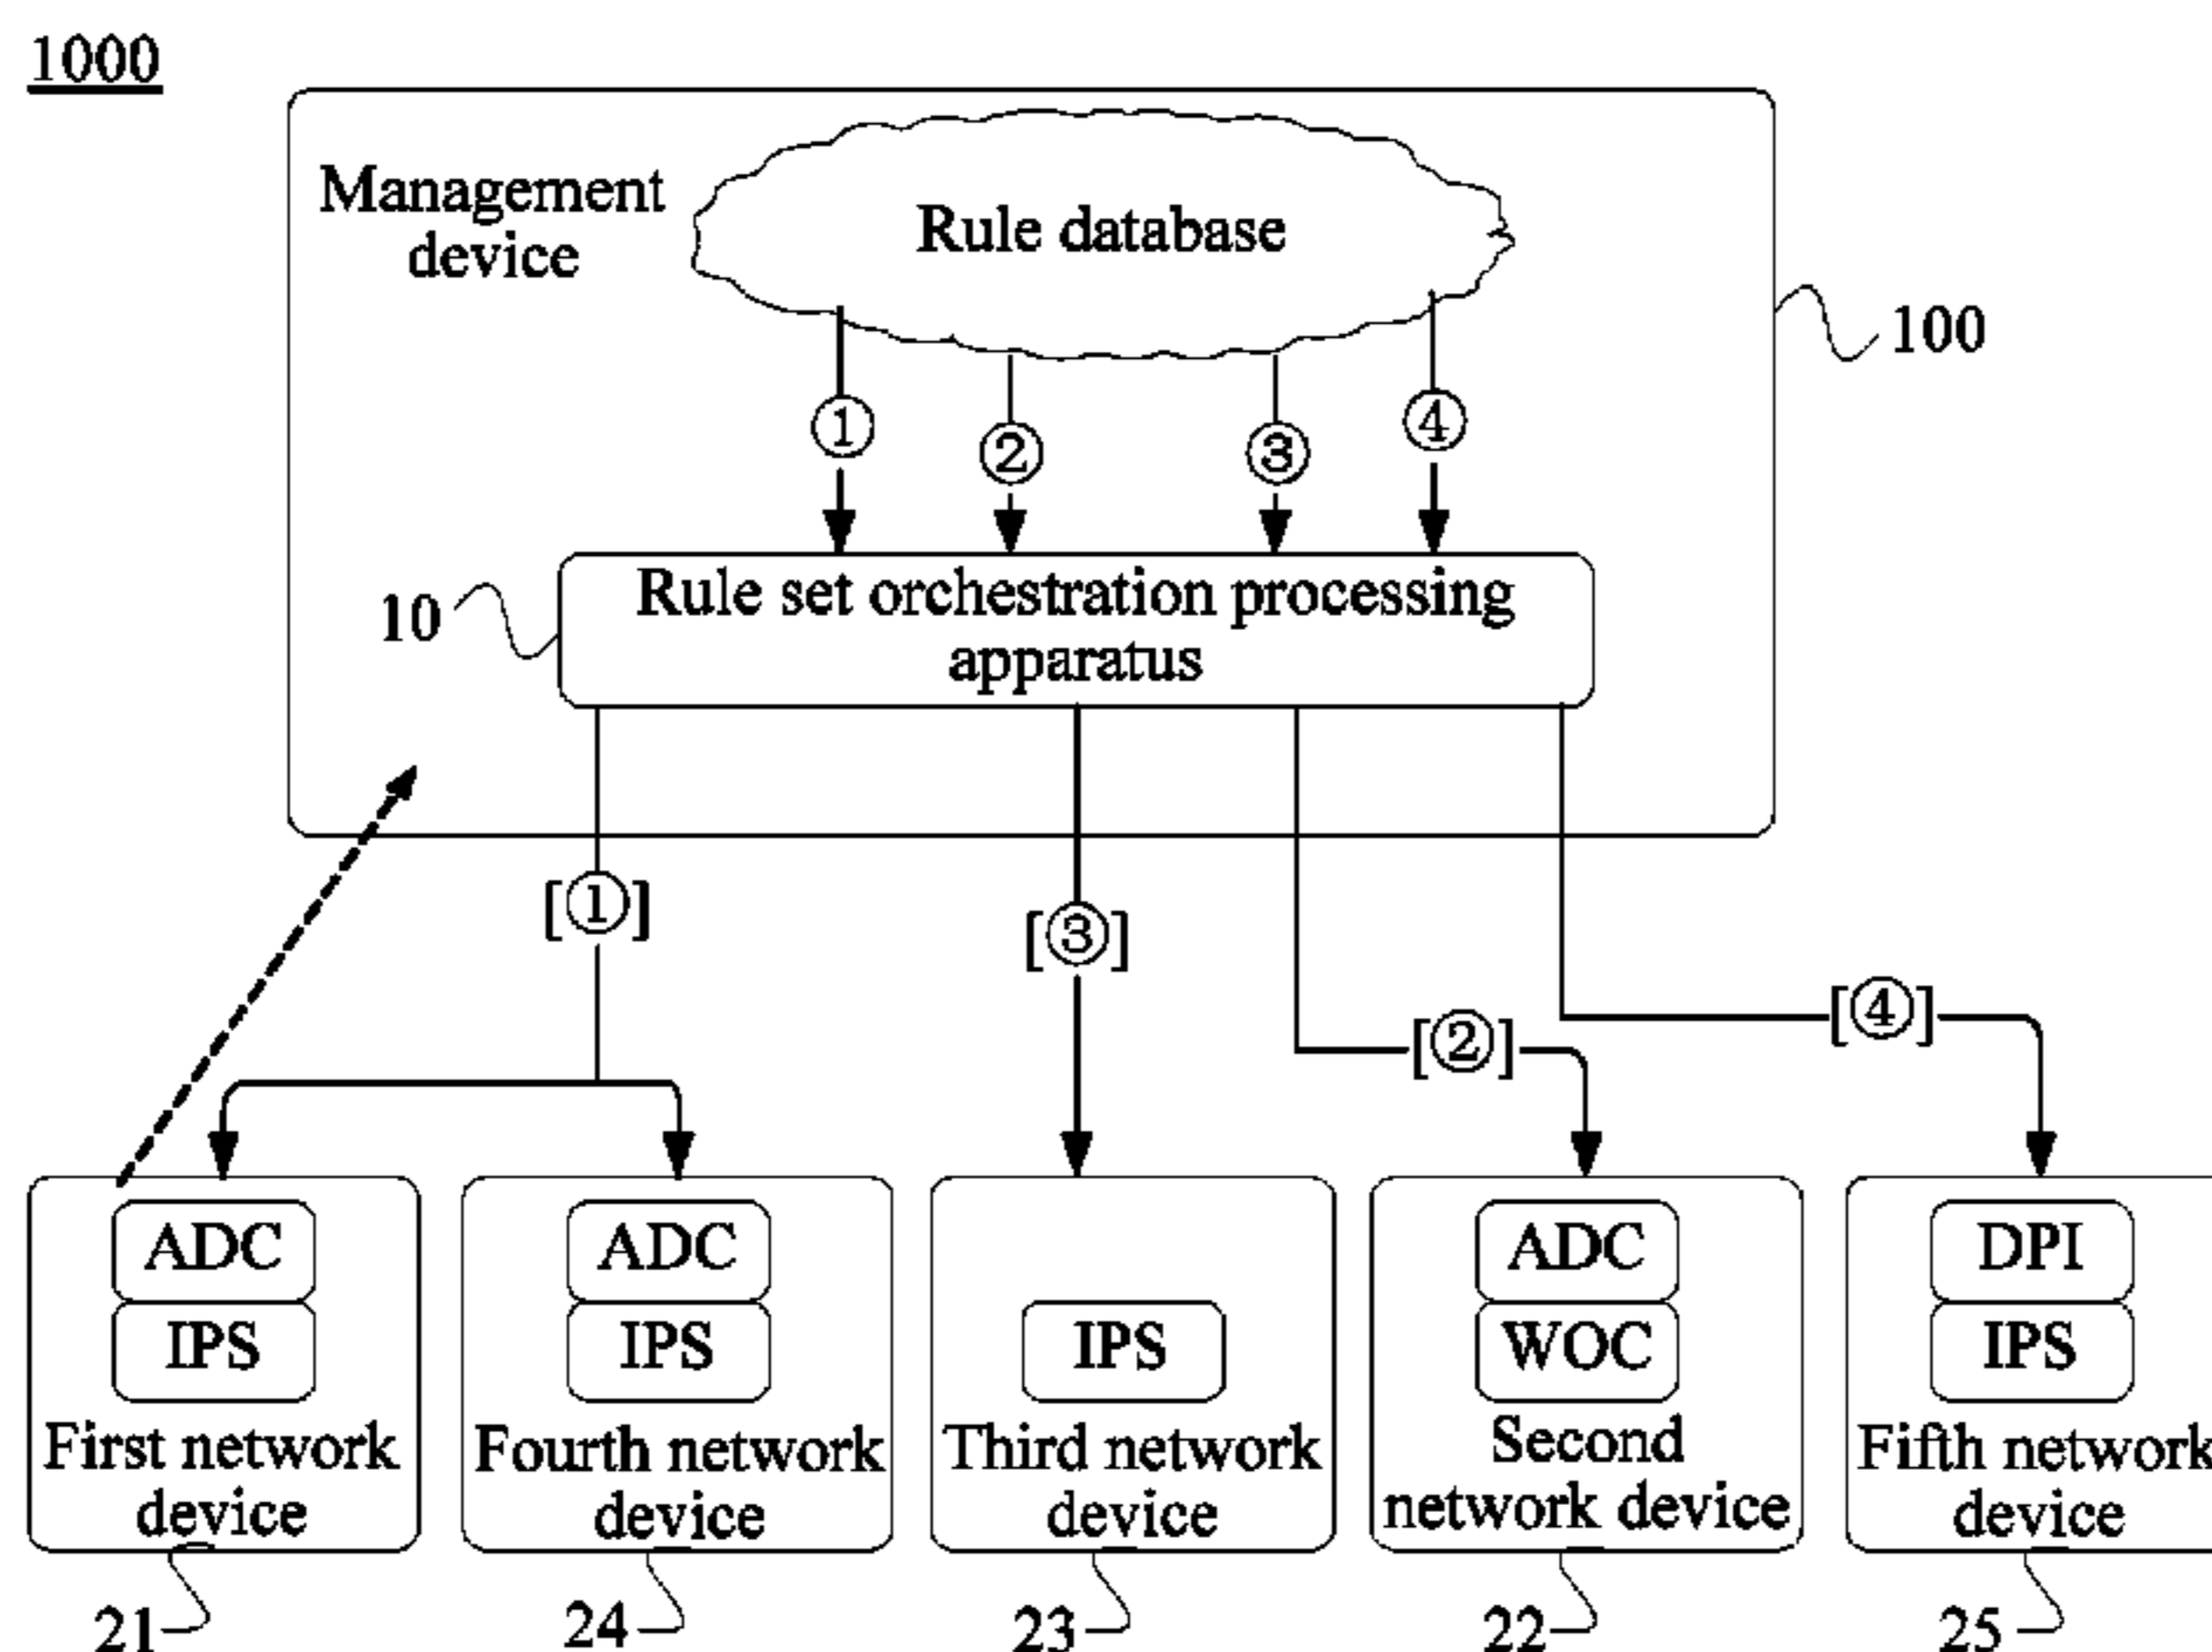 1000
Management
device
Rule database
100
①
②
③
④
10
Rule set orchestration processing
apparatus
[①]
[③]
[②]
[④]
ADC
IPS
First network
device
ADC
IPS
Fourth network
device
IPS
Third network
device
ADC
WOC
Second
network device
DPI
IPS
Fifth network
device
21
24
23
22
25